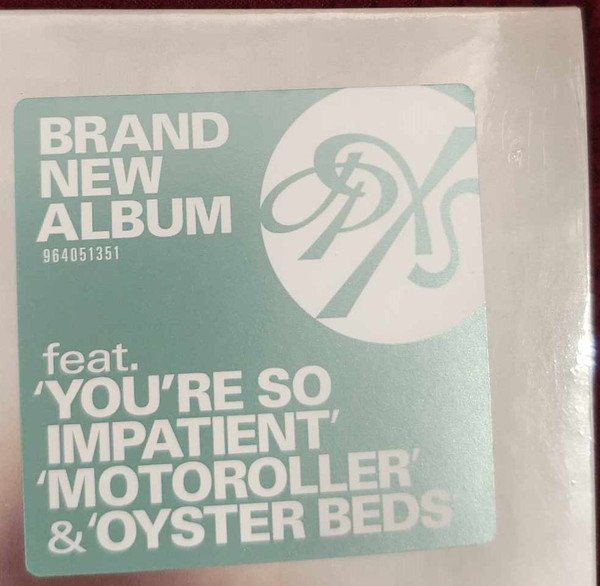 BRAND
NEW
ALBUM
964051351
feat.
'YOU'RE SO
IMPATIENT'
'MOTOROLLER'
& 'OYSTER BEDS'